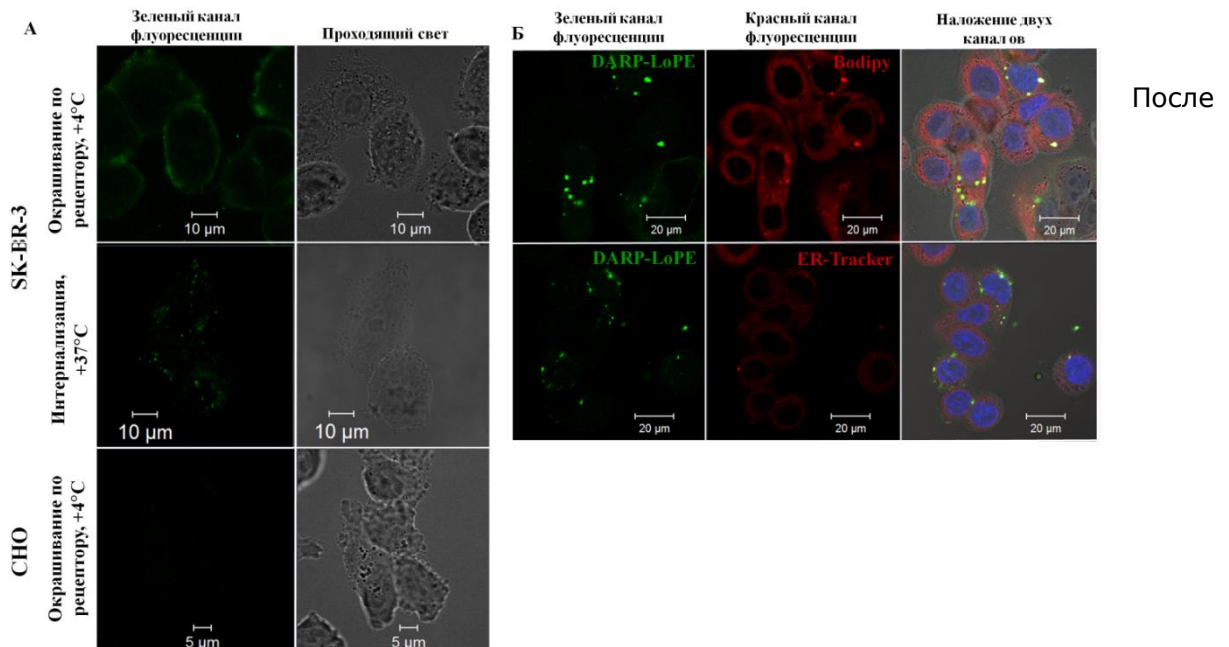 А
Зеленый канал
флуоресценции
Проходящий свет
SK-BR-3
Окрашивание по
рецептору, +4°C
10 µm
10 µm
Интернализация,
+37°C
10 µm
10 µm
CHO
Окрашивание по
рецептору, +4°C
5 µm
5 µm
Б
Зеленый канал
флуоресценции
Красный канал
флуоресценции
Наложение двух
канал ов
DARP-LoPE
Bodipy
20 µm
20 µm
20 µm
DARP-LoPE
ER-Tracker
20 µm
20 µm
20 µm
После